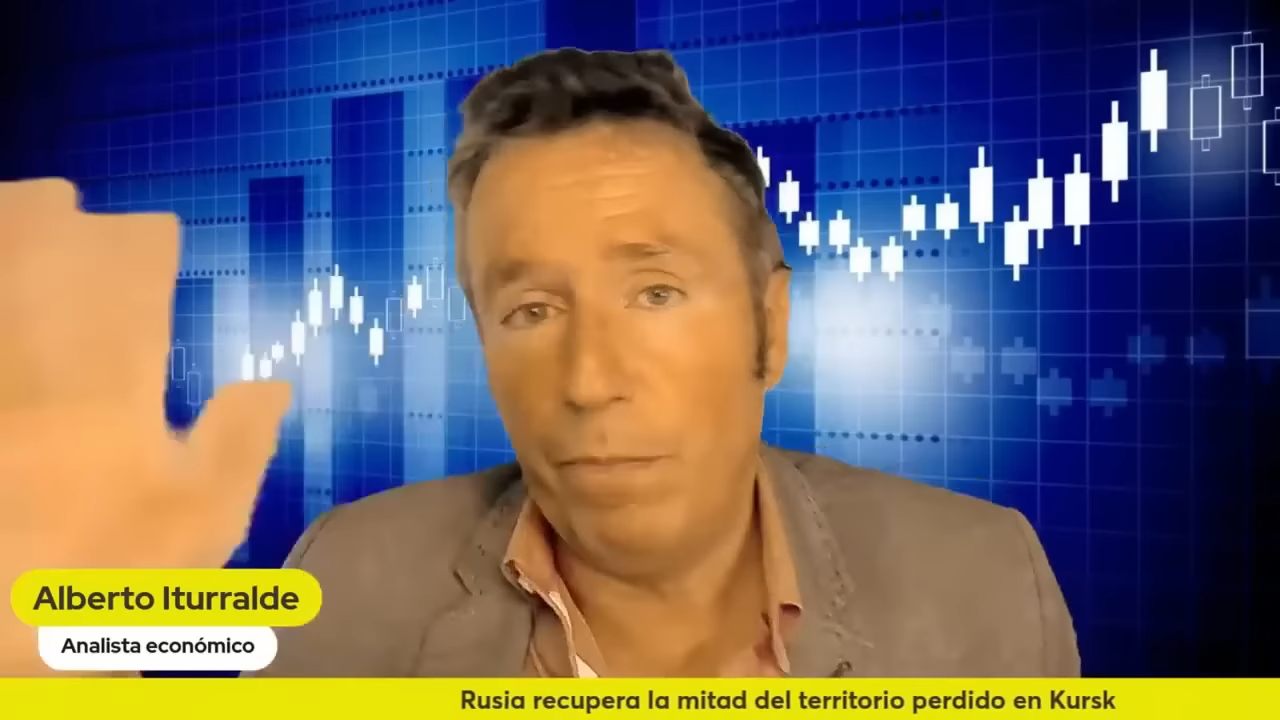 Alberto Iturralde
Analista económico
Rusia recupera la mitad del territorio perdido en Kursk